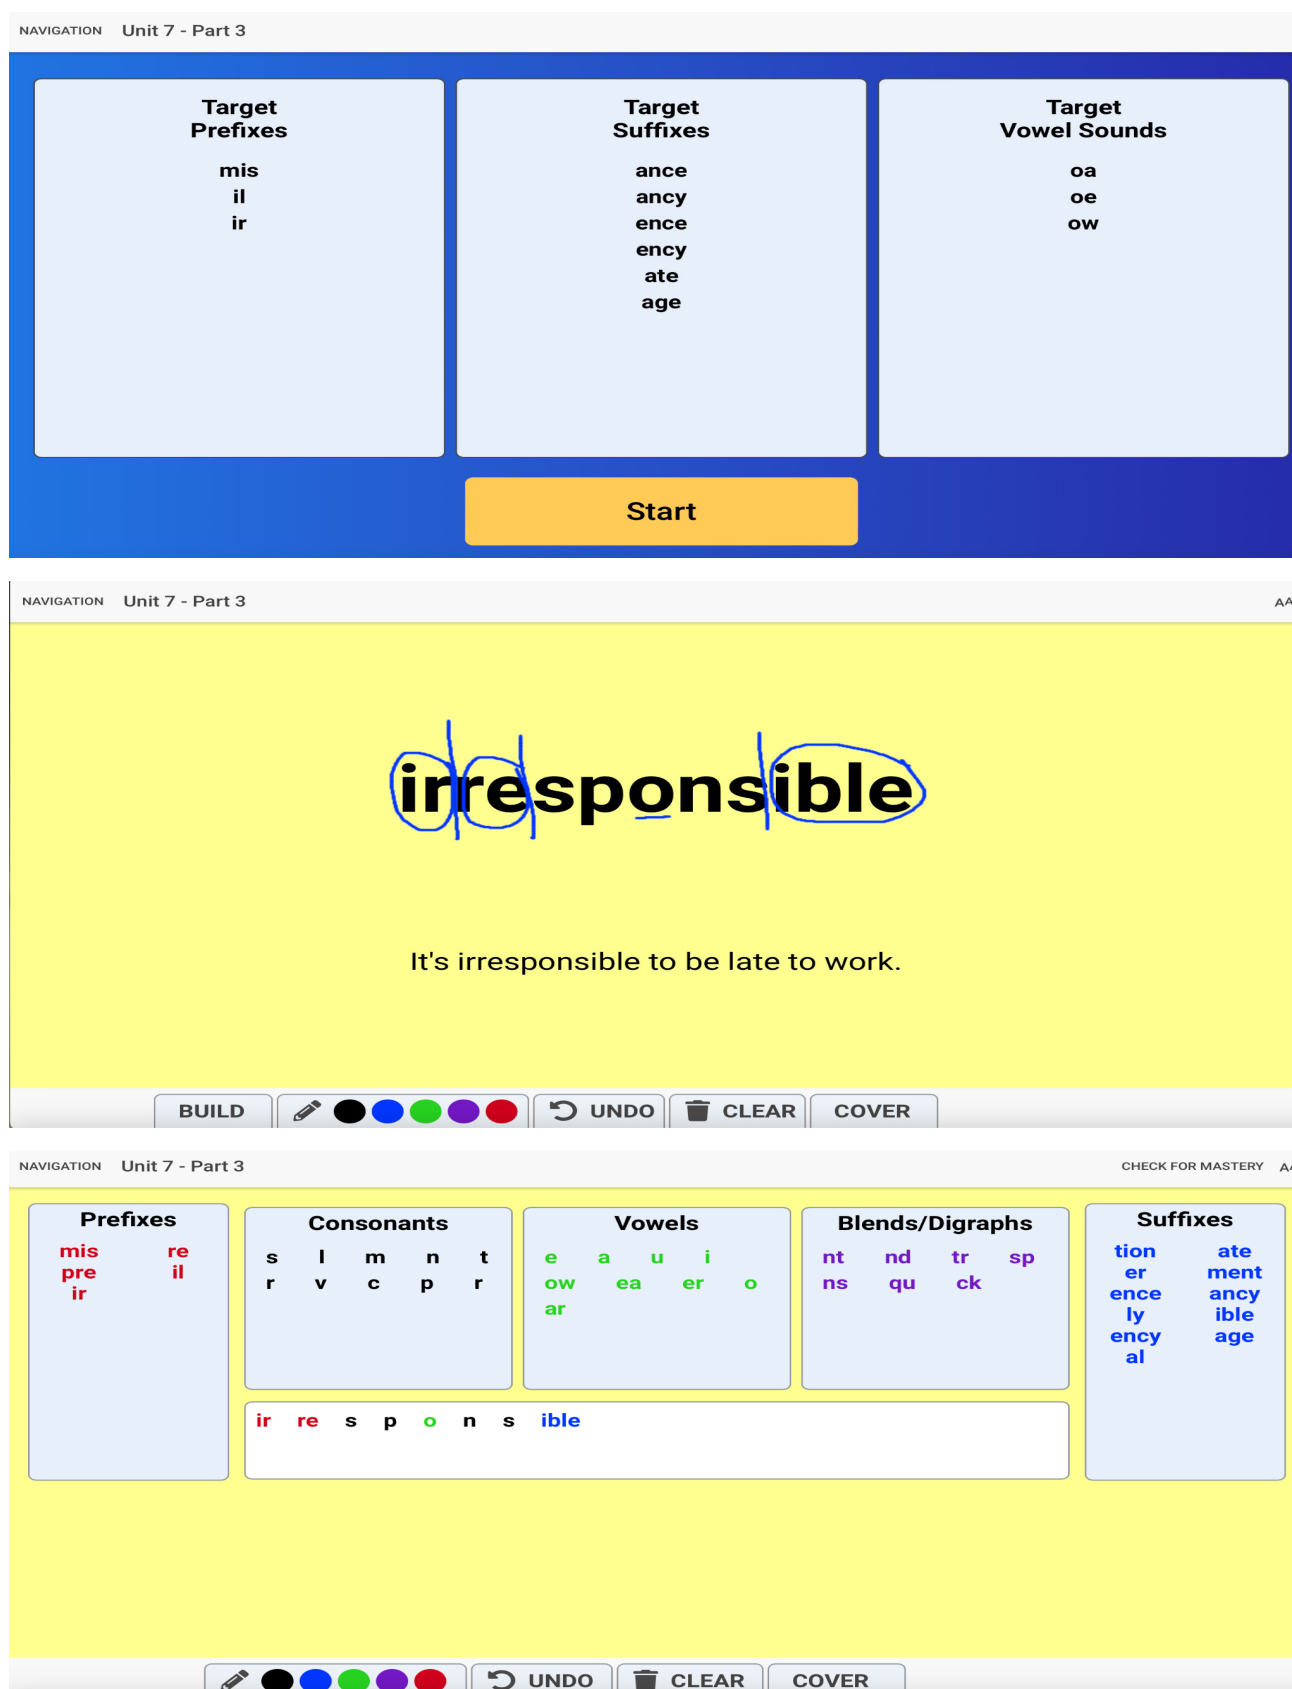 NAVIGATION Unit 7 - Part 3
Target
Prefixes
mis
il
ir
Target
Suffixes
ance
ancy
ence
ency
ate
age
Target
Vowel Sounds
oa
oe
ow
Start
NAVIGATION Unit 7 - Part 3 AA
irresponsible
It's irresponsible to be late to work.
BUILD UNDO CLEAR COVER
NAVIGATION Unit 7 - Part 3 CHECK FOR MASTERY AA
Prefixes
mis re
pre il
ir
Consonants
s l m n t
r v c p r
Vowels
e a u i
ow ea er o
ar
Blends/Digraphs
nt nd tr sp
ns qu ck
Suffixes
tion ate
er ment
ence ancy
ly ible
ency age
al
ir re s p o n s ible
UNDO CLEAR COVER